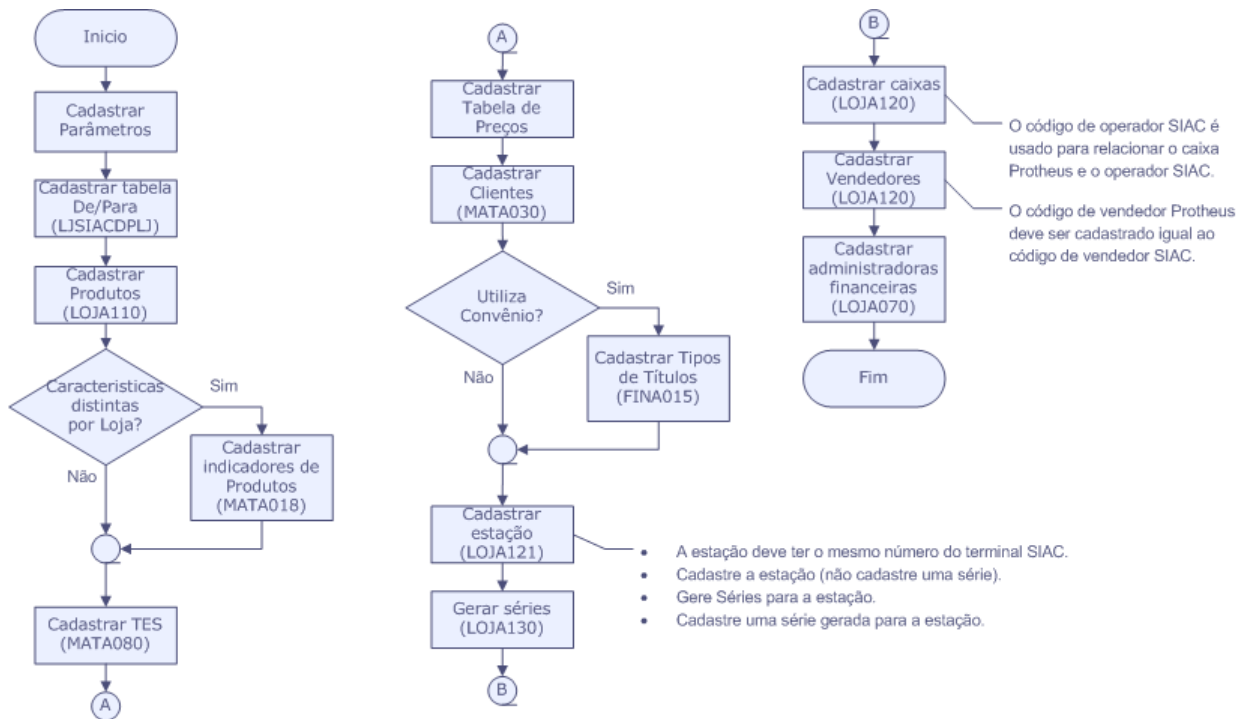 Inicio
Cadastrar
Parâmetros
Cadastrar tabela
De/Para
(LJSIACDPLJ)
Cadastrar
Produtos
(LOJA110)
Caracteristicas
distintas
por Loja?
Sim
Não
Cadastrar
indicadores de
Produtos
(MATA018)
Cadastrar TES
(MATA080)
A
A
Cadastrar
Tabela de
Preços
Cadastrar
Clientes
(MATA030)
Utiliza
Convênio?
Sim
Não
Cadastrar Tipos
de Títulos
(FINA015)
Cadastrar
estação
(LOJA121)
• A estação deve ter o mesmo número do terminal SIAC.
• Cadastre a estação (não cadastre uma série).
• Gere Séries para a estação.
• Cadastre uma série gerada para a estação.
Gerar séries
(LOJA130)
B
B
Cadastrar caixas
(LOJA120)
O código de operador SIAC é
usado para relacionar o caixa
Protheus e o operador SIAC.
Cadastrar
Vendedores
(LOJA120)
O código de vendedor Protheus
deve ser cadastrado igual ao
código de vendedor SIAC.
Cadastrar
administradoras
financeiras
(LOJA070)
Fim